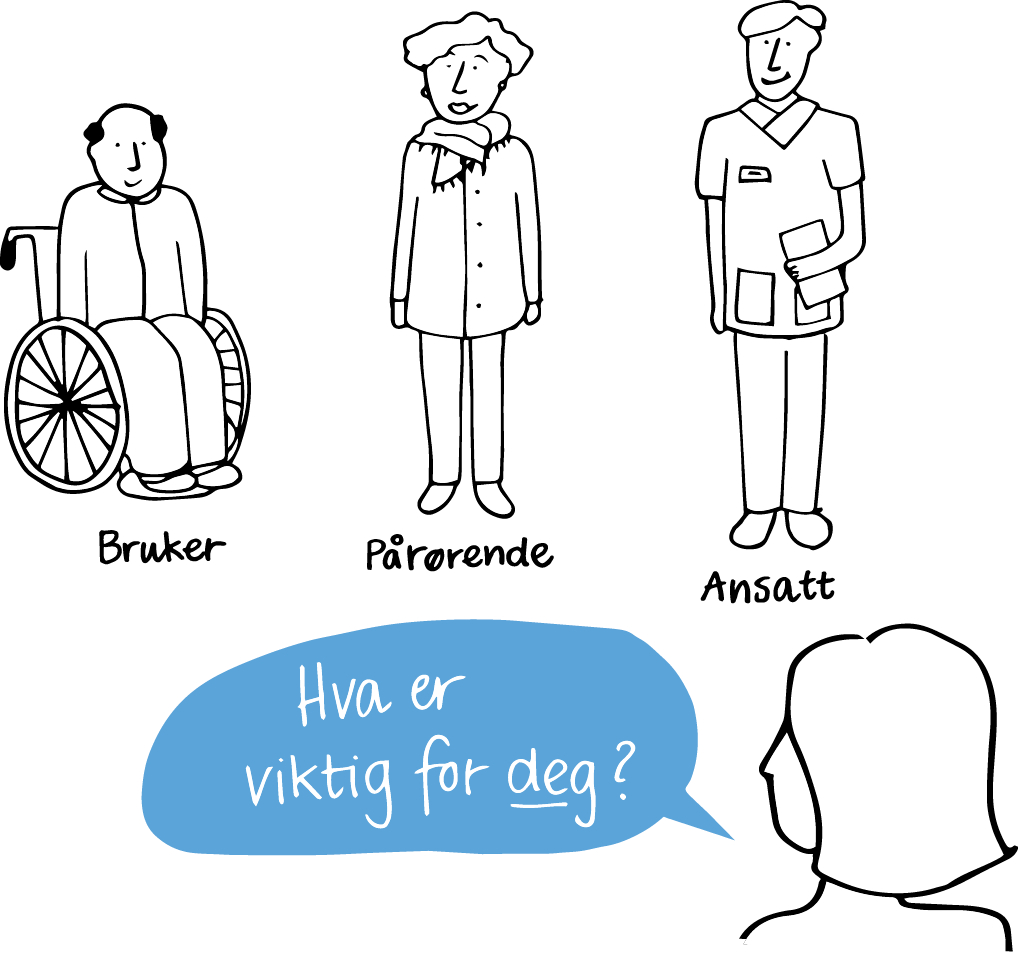 Bruker
Pårørende
Ansatt
Hva er
viktig for deg?